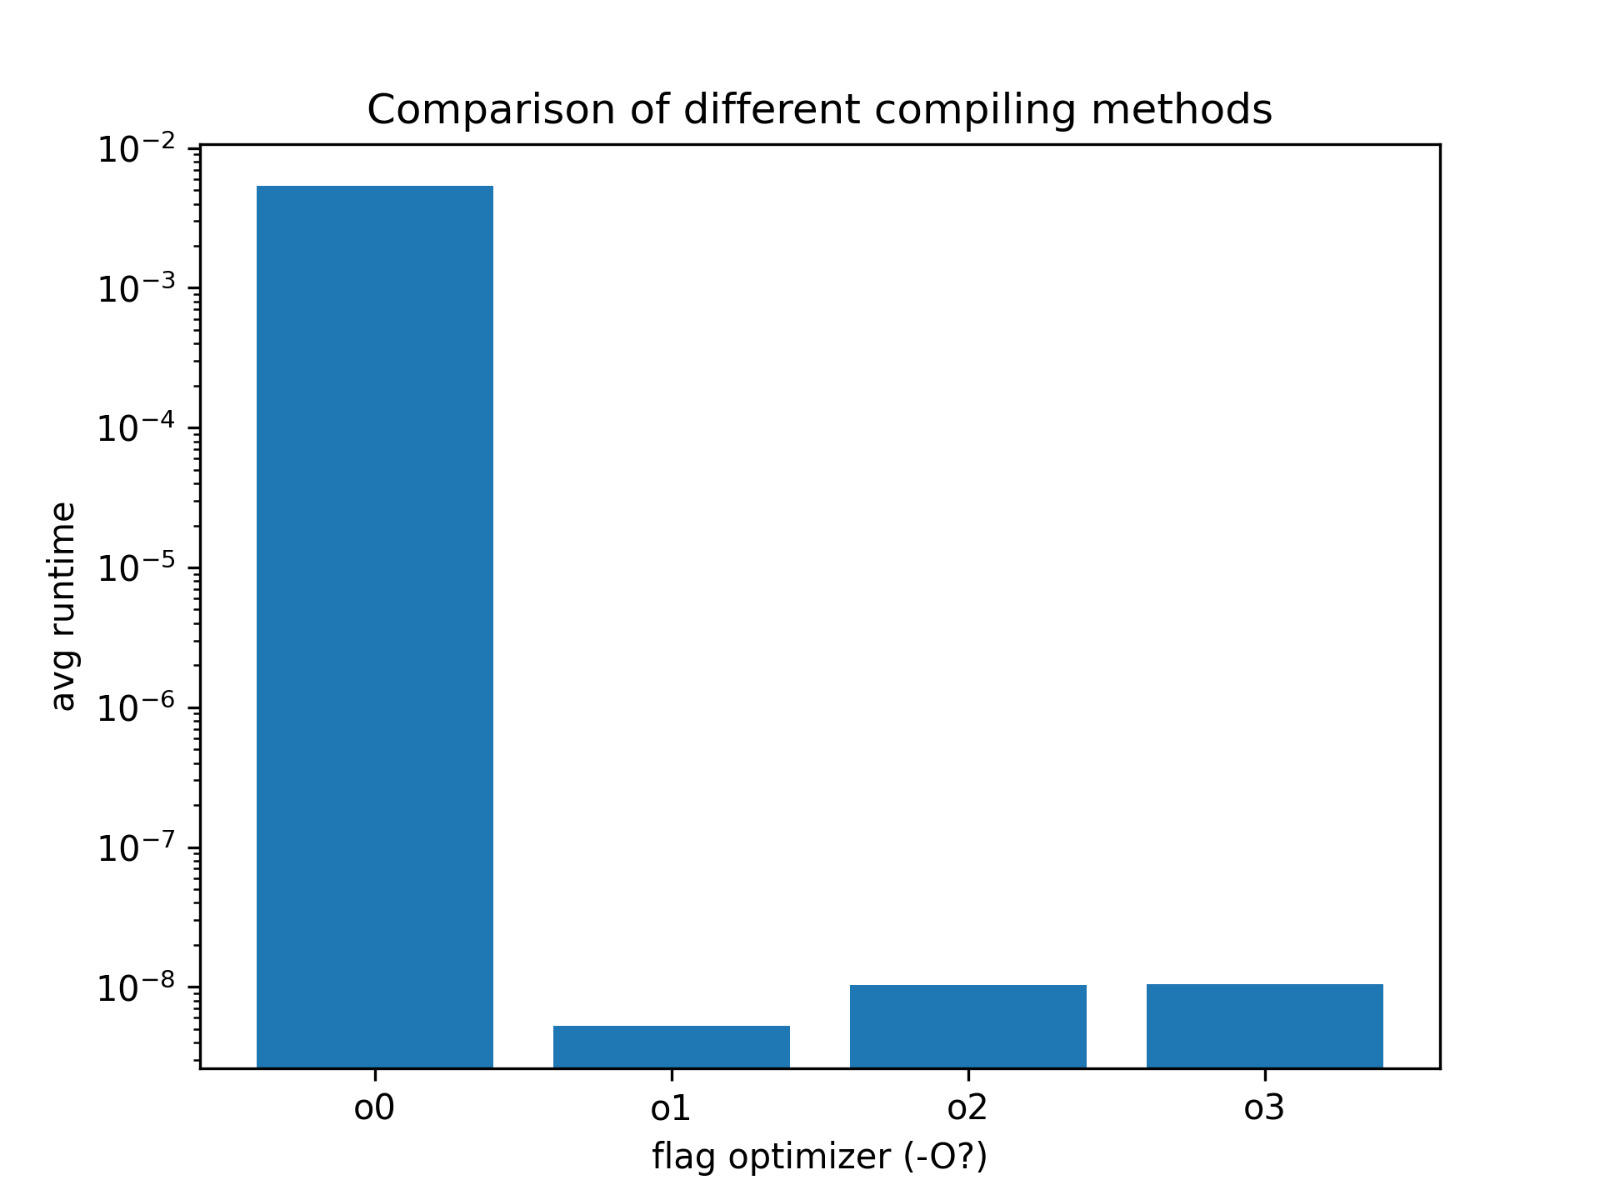 Comparison of different compiling methods
10⁻²
10⁻³
10⁻⁴
10⁻⁵
10⁻⁶
10⁻⁷
10⁻⁸
avg runtime
o0 o1 o2 o3
flag optimizer (-O?)